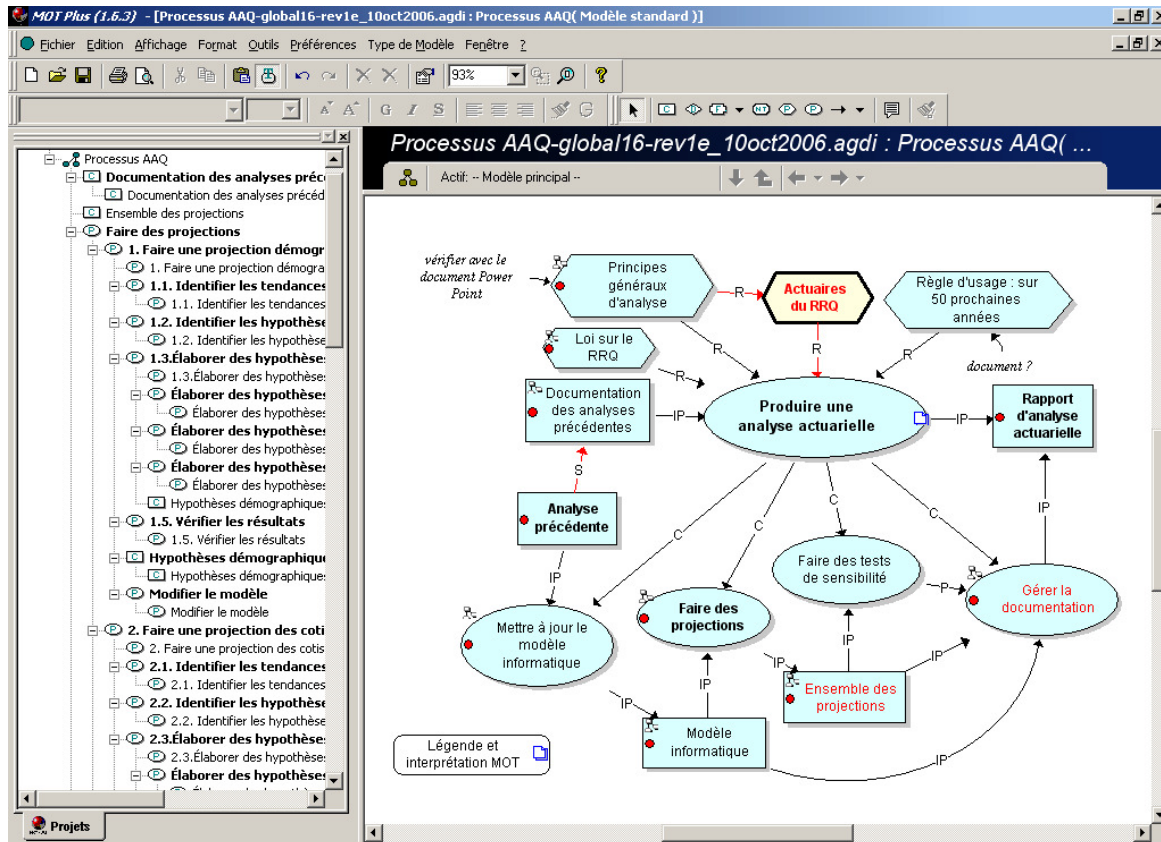 MOT Plus (1.6.3) - [Processus AAQ-global16-rev1e_10oct2006.agdi : Processus AAQ( Modèle standard )]
Fichier Edition Affichage Format Outils Préférences Type de Modèle Fenêtre ?
93%
G I S
C D F NT P P
Processus AAQ
C Documentation des analyses préc
C Documentation des analyses précéd
C Ensemble des projections
P Faire des projections
P 1. Faire une projection démogr
P 1. Faire une projection démogra
P 1.1. Identifier les tendances
P 1.1. Identifier les tendances
P 1.2. Identifier les hypothèse
P 1.2. Identifier les hypothèse
P 1.3.Élaborer des hypothèses
P 1.3.Élaborer des hypothèse
P Élaborer des hypothèses
P Élaborer des hypothèse
P Élaborer des hypothèses
P Élaborer des hypothèse
P Élaborer des hypothèses
P Élaborer des hypothèse
C Hypothèses démographiques
P 1.5. Vérifier les résultats
P 1.5. Vérifier les résultats
C Hypothèses démographique
C Hypothèses démographique
P Modifier le modèle
P Modifier le modèle
P 2. Faire une projection des coti
P 2. Faire une projection des cotis
P 2.1. Identifier les tendances
P 2.1. Identifier les tendances
P 2.2. Identifier les hypothèse
P 2.2. Identifier les hypothèse
P 2.3.Élaborer des hypothèse
P 2.3.Élaborer des hypothèse
P Élaborer des hypothèse
Projets
Processus AAQ-global16-rev1e_10oct2006.agdi : Processus AAQ( ...
Actif: -- Modèle principal --
vérifier avec le
document Power
Point
Principes
généraux
d'analyse
R
Actuaires
du RRQ
Règle d'usage : sur
50 prochaines
années
R
R
R
document ?
Loi sur le
RRQ
R
Documentation
des analyses
précédentes
IP
Produire une
analyse actuarielle
IP
Rapport
d'analyse
actuarielle
S
Analyse
précédente
C
C
C
C
IP
IP
Faire des tests
de sensibilité
P
Gérer la
documentation
Mettre à jour le
modèle
informatique
Faire des
projections
IP
IP
IP
Ensemble des
projections
IP
IP
Modèle
informatique
IP
Légende et
interprétation MOT